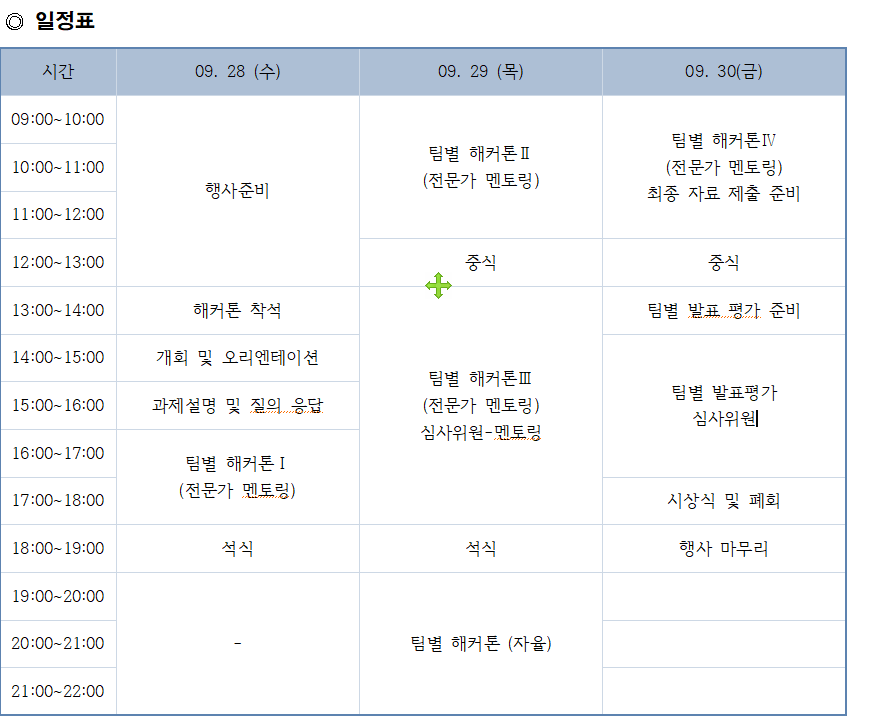 ◎ 일정표
시간 09. 28 (수) 09. 29 (목) 09. 30(금)
09:00~10:00
10:00~11:00
11:00~12:00
12:00~13:00
13:00~14:00
14:00~15:00
15:00~16:00
16:00~17:00
17:00~18:00
18:00~19:00
19:00~20:00
20:00~21:00
21:00~22:00
행사준비
해커톤 착석
개회 및 오리엔테이션
과제설명 및 질의 응답
팀별 해커톤Ⅰ
(전문가 멘토링)
석식
-
팀별 해커톤Ⅱ
(전문가 멘토링)
중식
팀별 해커톤Ⅲ
(전문가 멘토링)
심사위원-멘토링
석식
팀별 해커톤 (자율)
팀별 해커톤Ⅳ
(전문가 멘토링)
최종 자료 제출 준비
중식
팀별 발표 평가 준비
팀별 발표평가
심사위원
시상식 및 폐회
행사 마무리